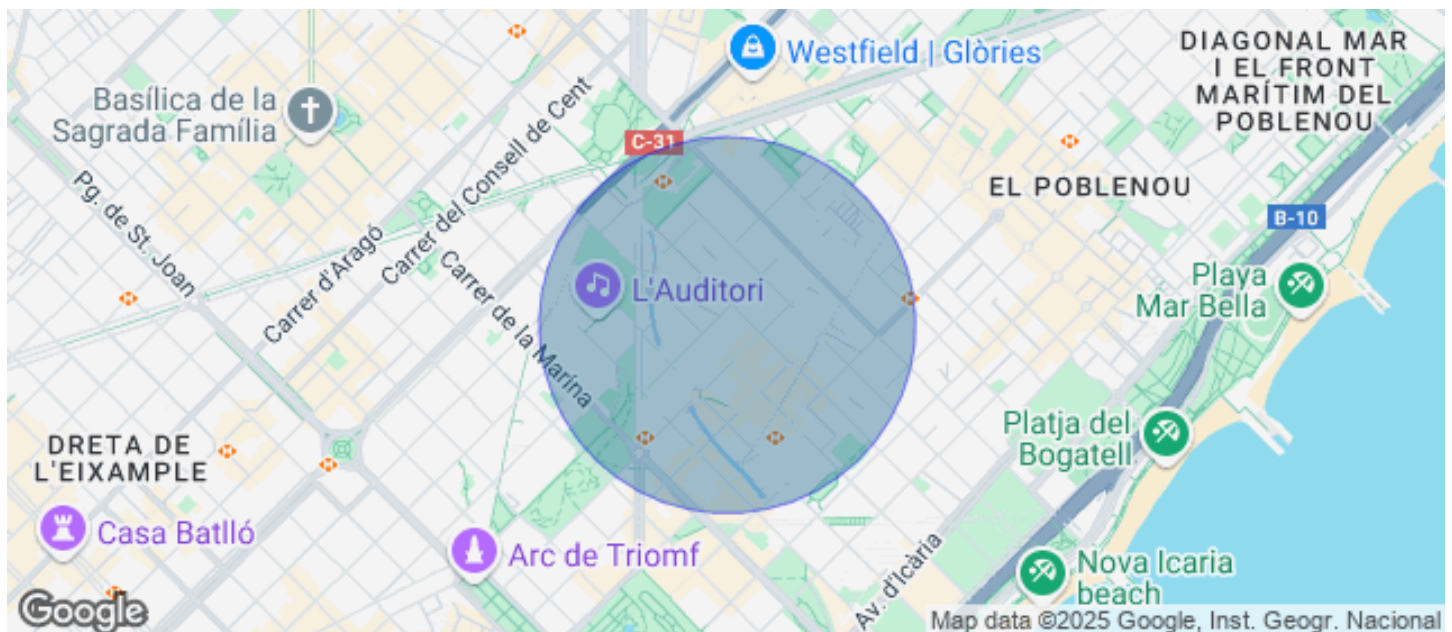 DIAGONAL MAR
I EL FRONT
MARÍTIM DEL
POBLENOU
Westfield | Glòries
Basílica de la
Sagrada Família
C-31
Carrer del Consell de Cent
EL POBLENOU
B-10
Pg. de St. Joan
Carrer d'Aragó
Carrer de la Marina
L'Auditori
Playa
Mar Bella
Platja del
Bogatell
DRETA DE
L'EIXAMPLE
Casa Batlló
Arc de Triomf
Av. d'Icària
Nova Icaria
beach
Google
Map data ©2025 Google, Inst. Geogr. Nacional